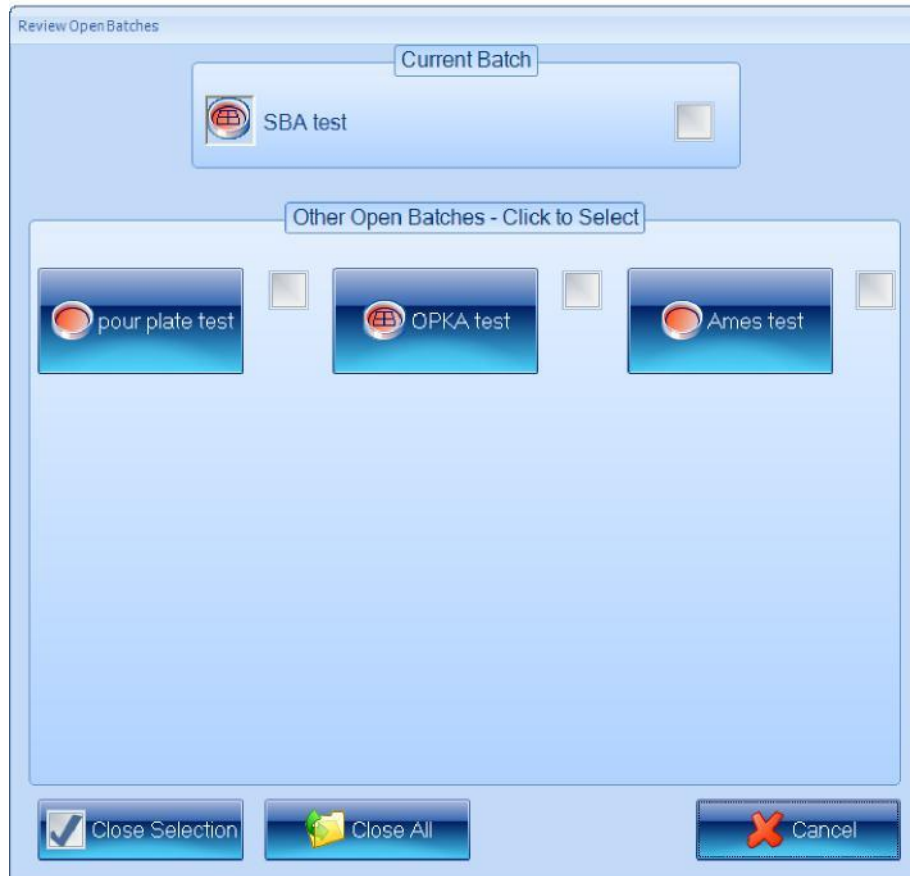 Review Open Batches
Current Batch
SBA test
Other Open Batches - Click to Select
pour plate test
OPKA test
Ames test
Close Selection
Close All
Cancel